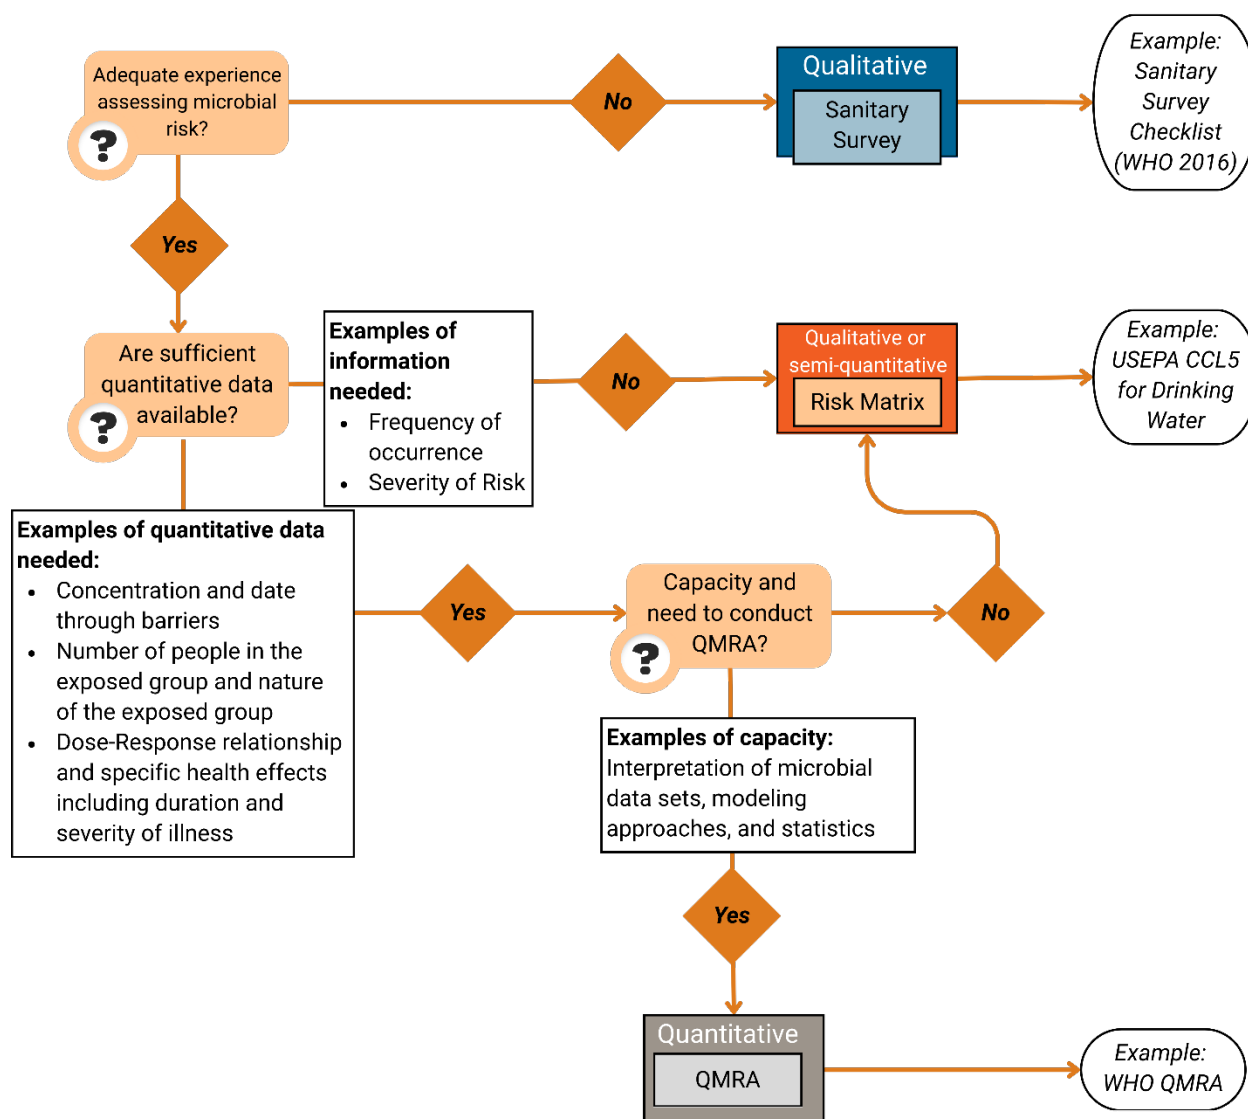 Adequate experience
assessing microbial
risk?
?
No
Qualitative
Sanitary
Survey
Example:
Sanitary
Survey
Checklist
(WHO 2016)
Yes
Are sufficient
quantitative data
available?
?
Examples of
information
needed:
• Frequency of
occurrence
• Severity of Risk
No
Qualitative or
semi-quantitative
Risk Matrix
Example:
USEPA CCL5
for Drinking
Water
Examples of quantitative data
needed:
• Concentration and date
through barriers
• Number of people in the
exposed group and nature
of the exposed group
• Dose-Response relationship
and specific health effects
including duration and
severity of illness
Yes
Capacity and
need to conduct
QMRA?
?
No
Examples of capacity:
Interpretation of microbial
data sets, modeling
approaches, and statistics
Yes
Quantitative
QMRA
Example:
WHO QMRA